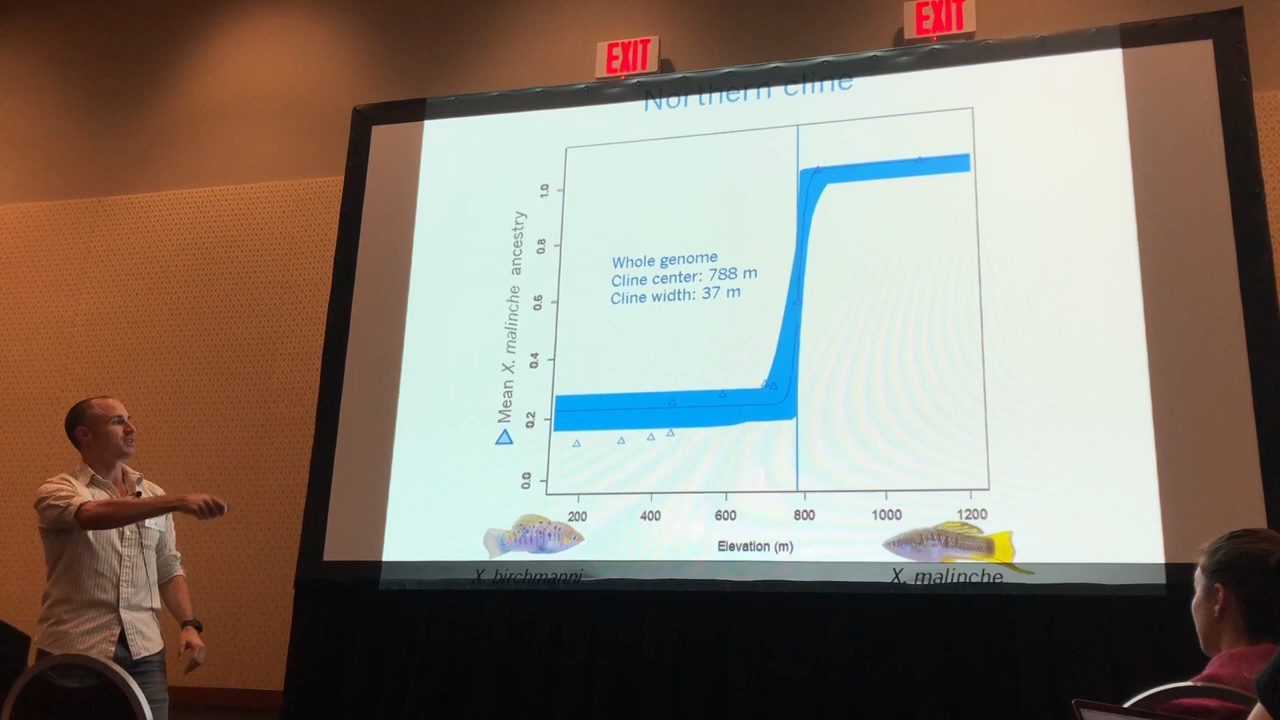 EXIT
EXIT
Northern cline
Mean X. malinche ancestry
1.0
0.8
0.6
0.4
0.2
0.0
Whole genome
Cline center: 788 m
Cline width: 37 m
200 400 600 800 1000 1200
Elevation (m)
X. birchmanni
X. malinche